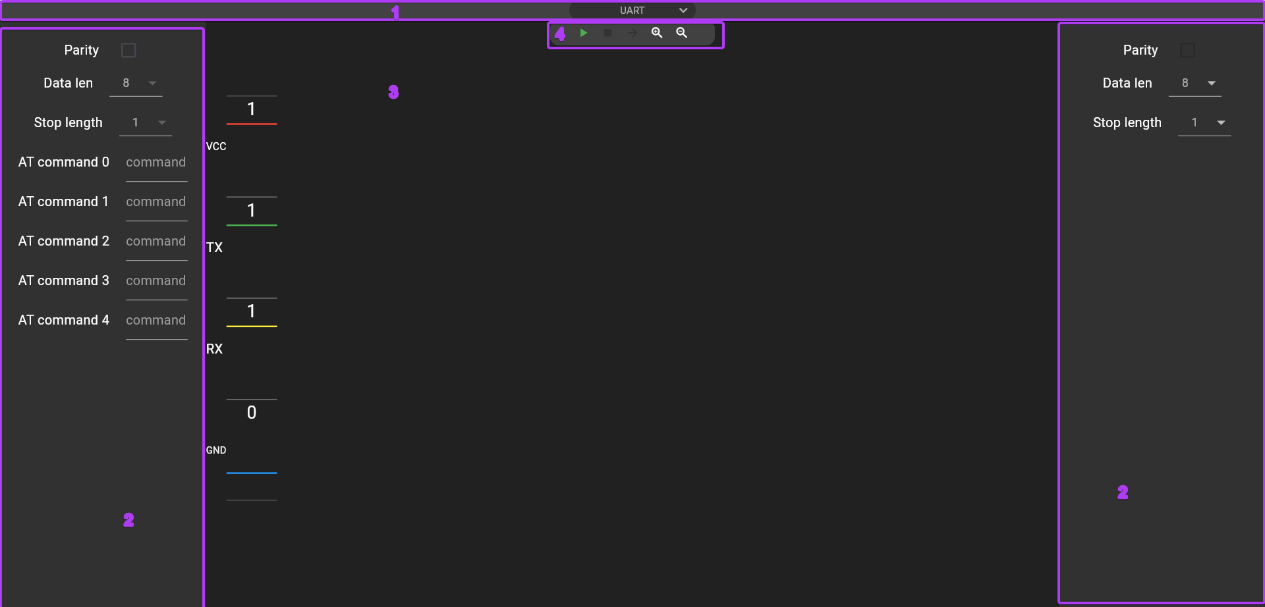 1
UART
4
Parity
Data len 8
Stop length 1
AT command 0 command
AT command 1 command
AT command 2 command
AT command 3 command
AT command 4 command
2
3
1
VCC
1
TX
1
RX
0
GND
Parity
Data len 8
Stop length 1
2